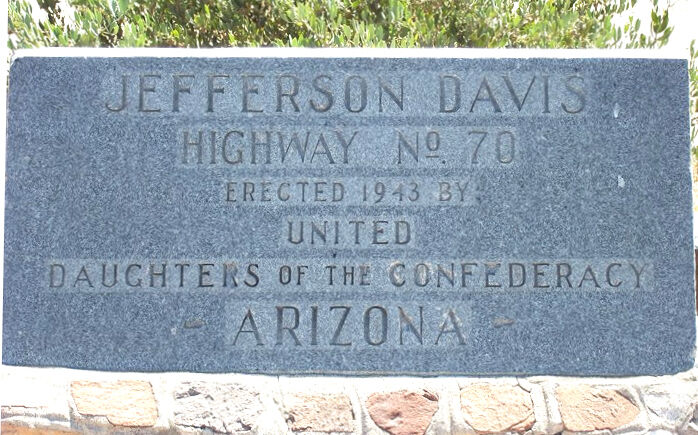 JEFFERSON DAVIS
HIGHWAY No. 70
ERECTED 1943 BY:
UNITED
DAUGHTERS OF THE CONFEDERACY
- ARIZONA -